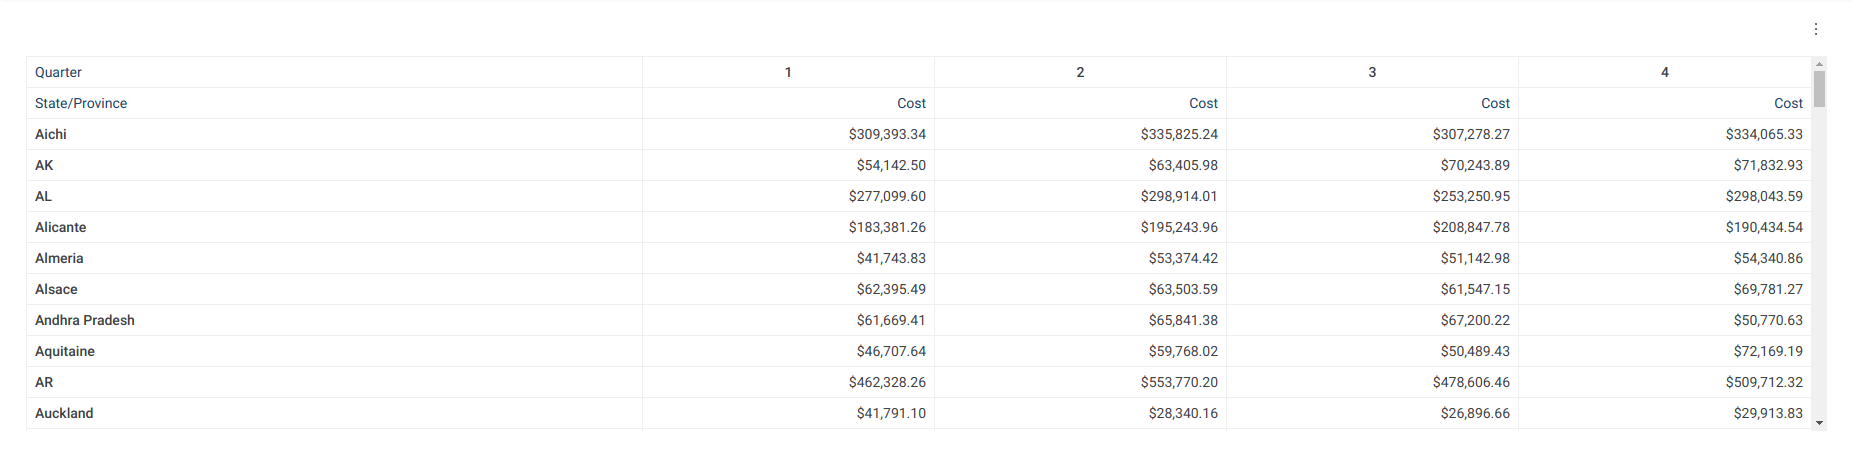 Quarter 1 2 3 4
State/Province Cost Cost Cost Cost
Aichi $309,393.34 $335,825.24 $307,278.27 $334,065.33
AK $54,142.50 $63,405.98 $70,243.89 $71,832.93
AL $277,099.60 $298,914.01 $253,250.95 $298,043.59
Alicante $183,381.26 $195,243.96 $208,847.78 $190,434.54
Almeria $41,743.83 $53,374.42 $51,142.98 $54,340.86
Alsace $62,395.49 $63,503.59 $61,547.15 $69,781.27
Andhra Pradesh $61,669.41 $65,841.38 $67,200.22 $50,770.63
Aquitaine $46,707.64 $59,768.02 $50,489.43 $72,169.19
AR $462,328.26 $553,770.20 $478,606.46 $509,712.32
Auckland $41,791.10 $28,340.16 $26,896.66 $29,913.83